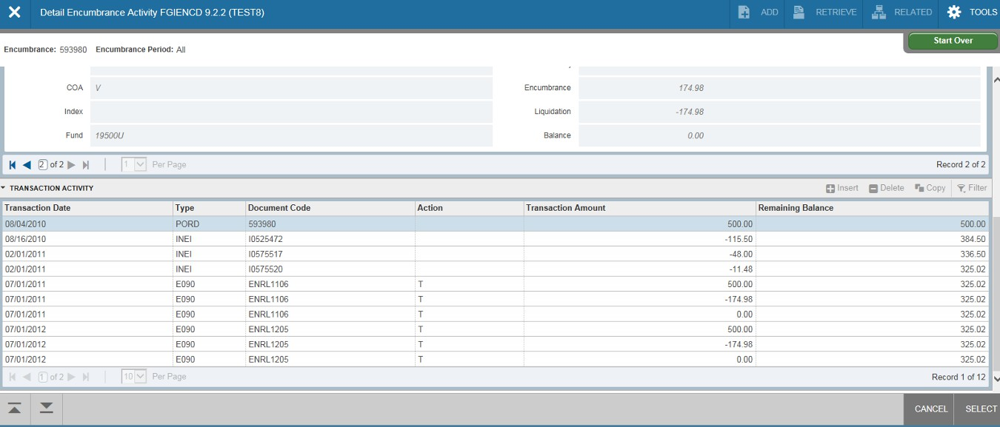 Detail Encumbrance Activity FGIENCD 9.2.2 (TEST8) ADD RETRIEVE RELATED TOOLS
Start Over
Encumbrance: 593980 Encumbrance Period: All
COA V Encumbrance 174.98
Index Liquidation -174.98
Fund 19500U Balance 0.00
2 of 2 1 Per Page Record 2 of 2
TRANSACTION ACTIVITY Insert Delete Copy Filter
Transaction Date Type Document Code Action Transaction Amount Remaining Balance
08/04/2010 PORD 593980 500.00 500.00
08/16/2010 INEI I0525472 -115.50 384.50
02/01/2011 INEI I0575517 -48.00 336.50
02/01/2011 INEI I0575520 -11.48 325.02
07/01/2011 E090 ENRL1106 T 500.00 325.02
07/01/2011 E090 ENRL1106 T -174.98 325.02
07/01/2011 E090 ENRL1106 T 0.00 325.02
07/01/2012 E090 ENRL1205 T 500.00 325.02
07/01/2012 E090 ENRL1205 T -174.98 325.02
07/01/2012 E090 ENRL1205 T 0.00 325.02
1 of 2 10 Per Page Record 1 of 12
CANCEL SELECT